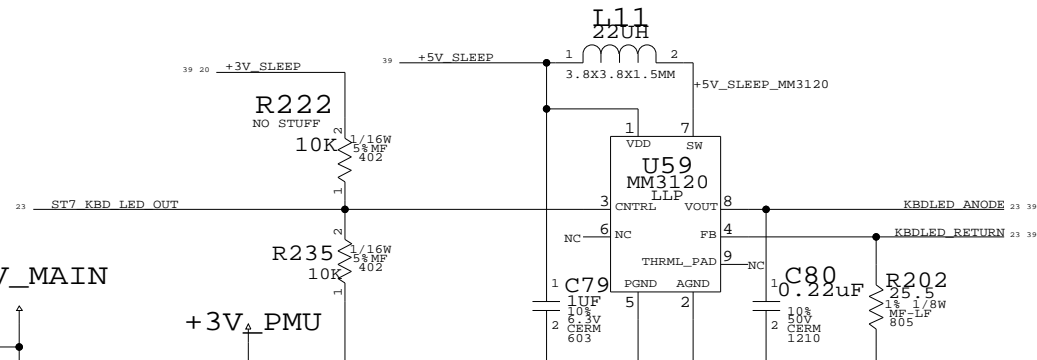 L11
22UH
39 20 +3V_SLEEP
39 +5V_SLEEP
1 2
3.8X3.8X1.5MM
+5V_SLEEP_MM3120
R222
NO STUFF
10K
2
1/16W
5%
MF
402
1
1 7
VDD SW
U59
MM3120
LLP
23 ST7_KBD_LED_OUT
3 CNTRL VOUT 8
KBDLED_ANODE 23 39
NC 6 NC FB 4
KBDLED_RETURN 23 39
THRML_PAD 9 NC
PGND AGND
5 2
R235
10K
2
1/16W
5%
MF
402
1
V_MAIN
+3V_PMU
C79
1
1UF
10%
6.3V
CERM
603
2
C80
1
0.22uF
10%
50V
CERM
1210
2
R202
25.5
1% 1/8W
MF-LF
805